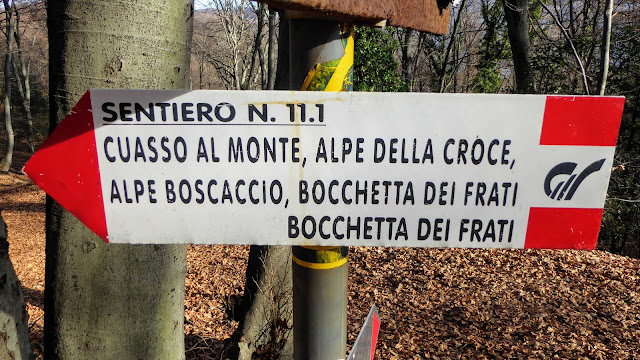 SENTIERO N. 11.1
CUASSO AL MONTE, ALPE DELLA CROCE,
ALPE BOSCACCIO, BOCCHETTA DEI FRATI
BOCCHETTA DEI FRATI